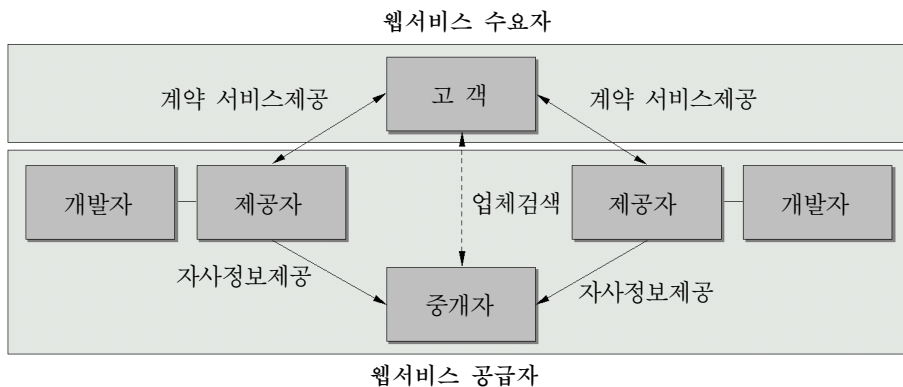 웹서비스 수요자
고 객
계약 서비스제공
계약 서비스제공
개발자
제공자
업체검색
제공자
개발자
자사정보제공
중개자
자사정보제공
웹서비스 공급자